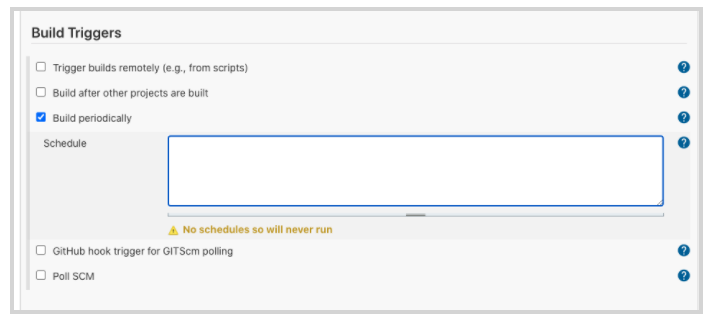 Build Triggers
Trigger builds remotely (e.g., from scripts) ?
Build after other projects are built ?
Build periodically ?
Schedule ?
No schedules so will never run
GitHub hook trigger for GITScm polling ?
Poll SCM ?